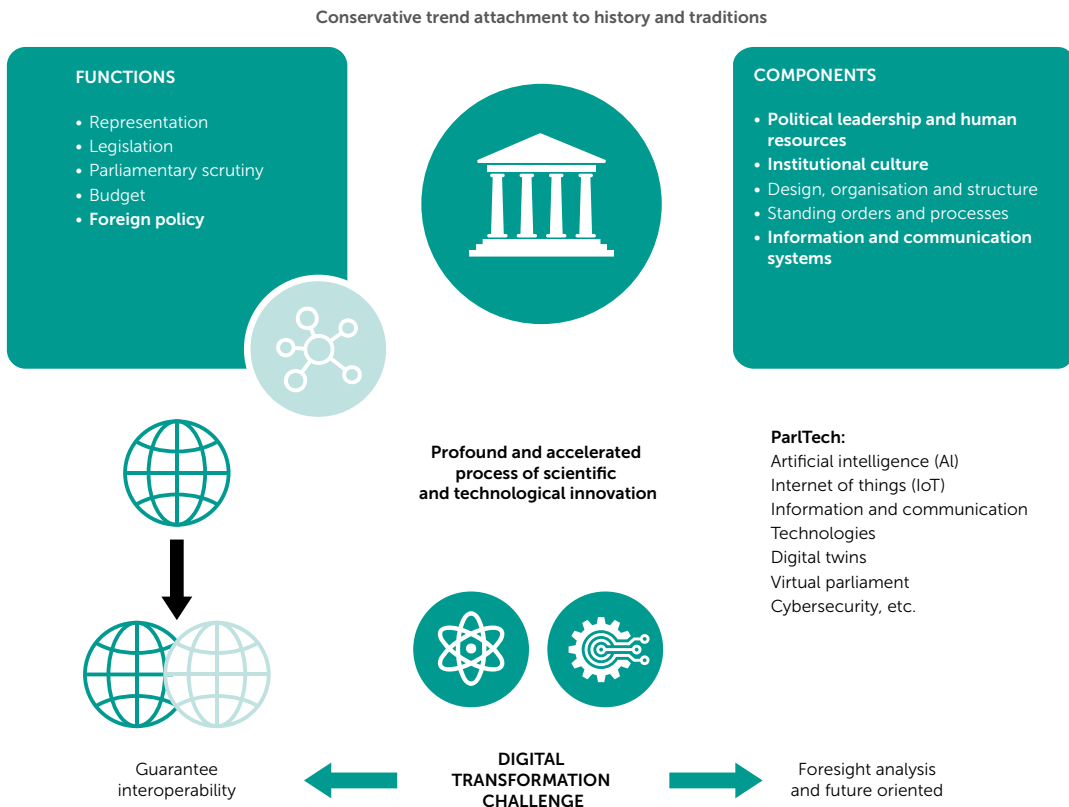 Conservative trend attachment to history and traditions
FUNCTIONS
• Representation
• Legislation
• Parliamentary scrutiny
• Budget
• Foreign policy
COMPONENTS
• Political leadership and human
resources
• Institutional culture
• Design, organisation and structure
• Standing orders and processes
• Information and communication
systems
Profound and accelerated
process of scientific
and technological innovation
ParlTech:
Artificial intelligence (AI)
Internet of things (IoT)
Information and communication
Technologies
Digital twins
Virtual parliament
Cybersecurity, etc.
Guarantee
interoperability
DIGITAL
TRANSFORMATION
CHALLENGE
Foresight analysis
and future oriented